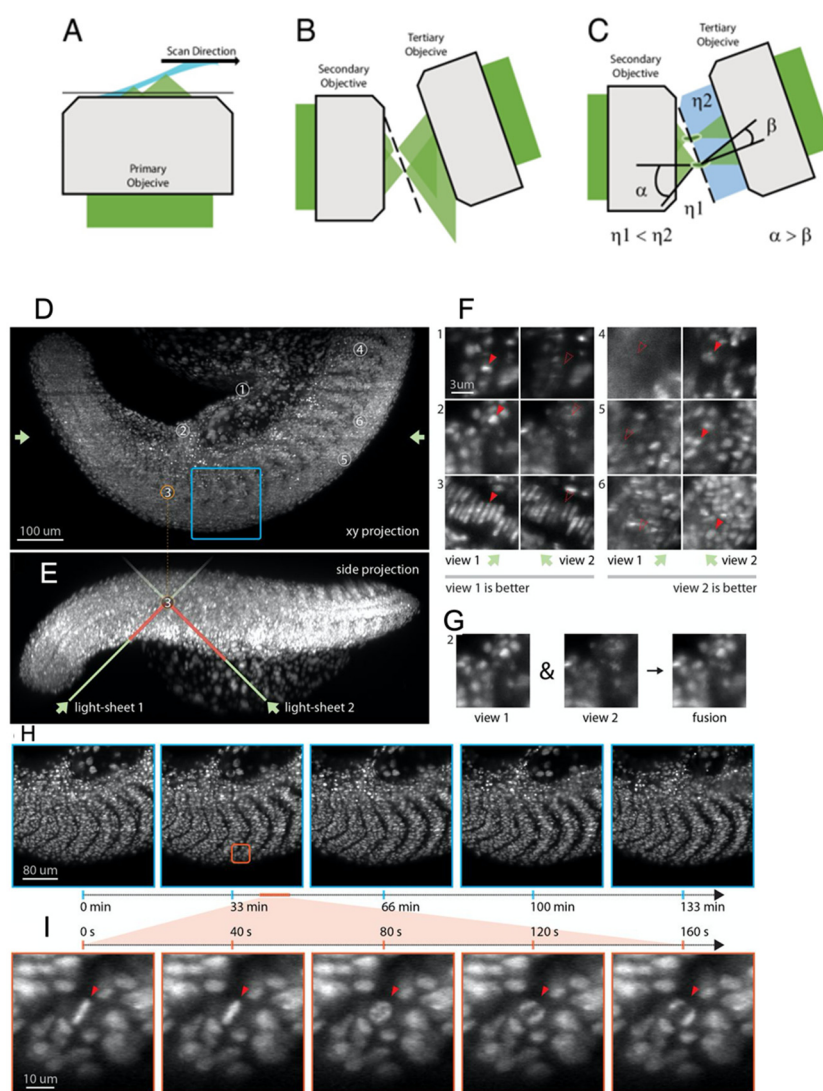 A
Scan Direction
Primary
Objecive
B
Secondary
Objective
Tertiary
Objecive
C
Secondary
Objective
Tertiary
Objecive
η2
β
α
η1
η1 < η2
α > β
D
1
2
3
4
5
6
100 um
xy projection
E
side projection
3
light-sheet 1
light-sheet 2
F
1
3um
2
3
view 1
view 2
view 1 is better
4
5
6
view 1
view 2
view 2 is better
G
2
&
→
view 1
view 2
fusion
H
80 um
0 min
33 min
66 min
100 min
133 min
I
0 s
40 s
80 s
120 s
160 s
10 um